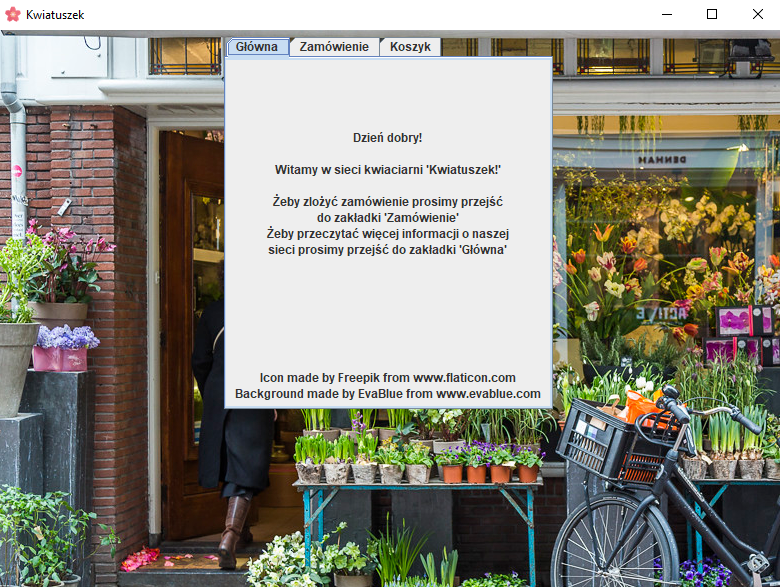 Kwiatuszek
Główna
Zamówienie
Koszyk
Dzień dobry!
Witamy w sieci kwiaciarni 'Kwiatuszek!'
Żeby zlożyć zamówienie prosimy przejść
do zakładki 'Zamówienie'
Żeby przeczytać więcej informacji o naszej
sieci prosimy przejść do zakładki 'Główna'
Icon made by Freepik from www.flaticon.com
Background made by EvaBlue from www.evablue.com
DENHAM